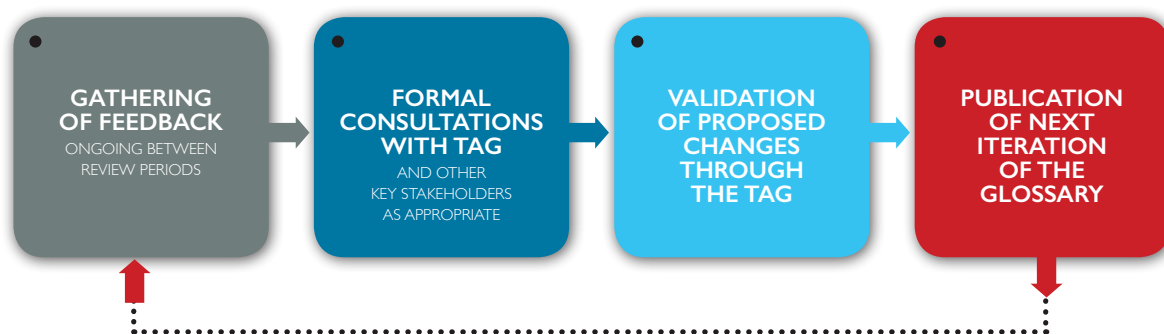 GATHERING
OF FEEDBACK
ONGOING BETWEEN
REVIEW PERIODS
FORMAL
CONSULTATIONS
WITH TAG
AND OTHER
KEY STAKEHOLDERS
AS APPROPRIATE
VALIDATION
OF PROPOSED
CHANGES
THROUGH
THE TAG
PUBLICATION
OF NEXT
ITERATION
OF THE
GLOSSARY